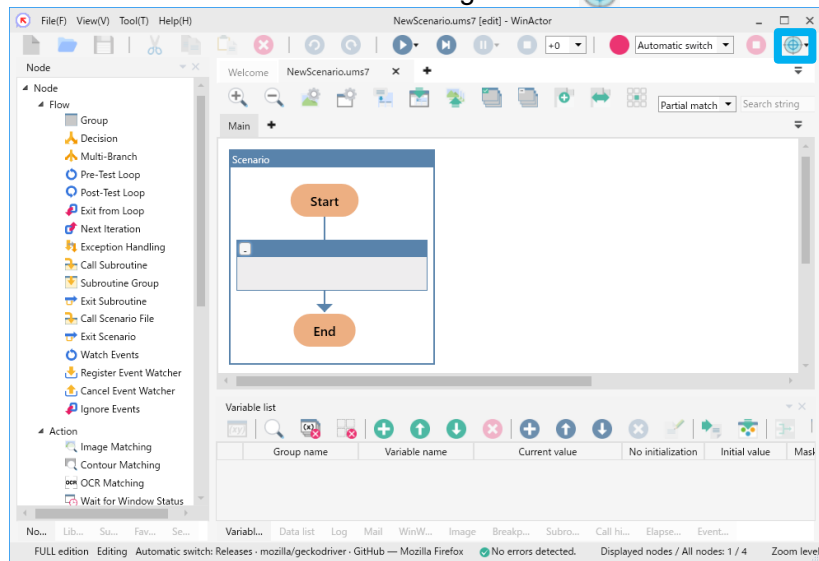 NewScenario.ums7 [edit] - WinActor
File(F) View(V) Tool(T) Help(H)
+0
Automatic switch
Node
Welcome NewScenario.ums7
Node
Flow
Group
Decision
Multi-Branch
Pre-Test Loop
Post-Test Loop
Exit from Loop
Next Iteration
Exception Handling
Call Subroutine
Subroutine Group
Exit Subroutine
Call Scenario File
Exit Scenario
Watch Events
Register Event Watcher
Cancel Event Watcher
Ignore Events
Action
Image Matching
Contour Matching
OCR Matching
Wait for Window Status
No... Lib... Su... Fav... Se...
Partial match Search string
Main
Scenario
Start
End
Variable list
Group name Variable name Current value No initialization Initial value Mask
Variabl... Data list Log Mail WinW... Image Breakp... Subro... Call hi... Elapse... Event...
FULL edition Editing Automatic switch: Releases · mozilla/geckodriver · GitHub — Mozilla Firefox No errors detected. Displayed nodes / All nodes: 1 / 4 Zoom level